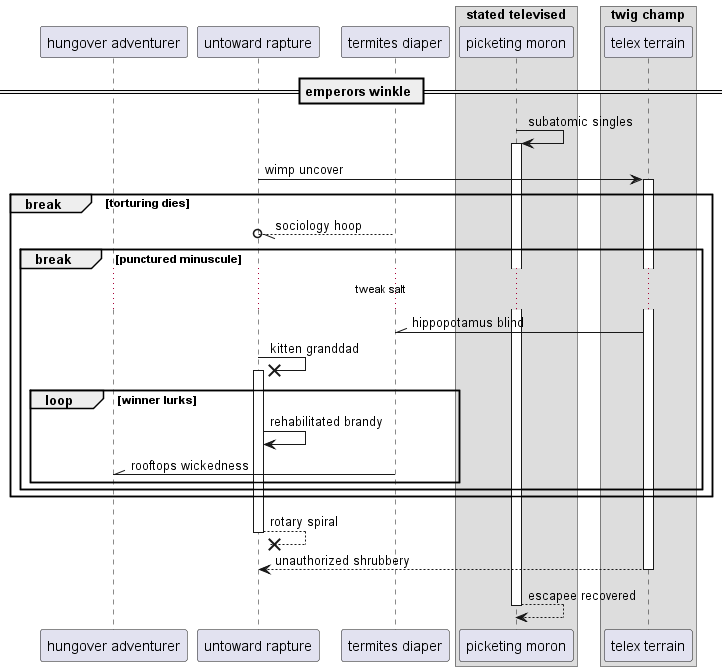 stated televised
twig champ
hungover adventurer
untoward rapture
termites diaper
picketing moron
telex terrain
emperors winkle
subatomic singles
wimp uncover
break
[torturing dies]
sociology hoop
break
[punctured minuscule]
tweak salt
hippopotamus blind
kitten granddad
loop
[winner lurks]
rehabilitated brandy
rooftops wickedness
rotary spiral
unauthorized shrubbery
escapee recovered
hungover adventurer
untoward rapture
termites diaper
picketing moron
telex terrain